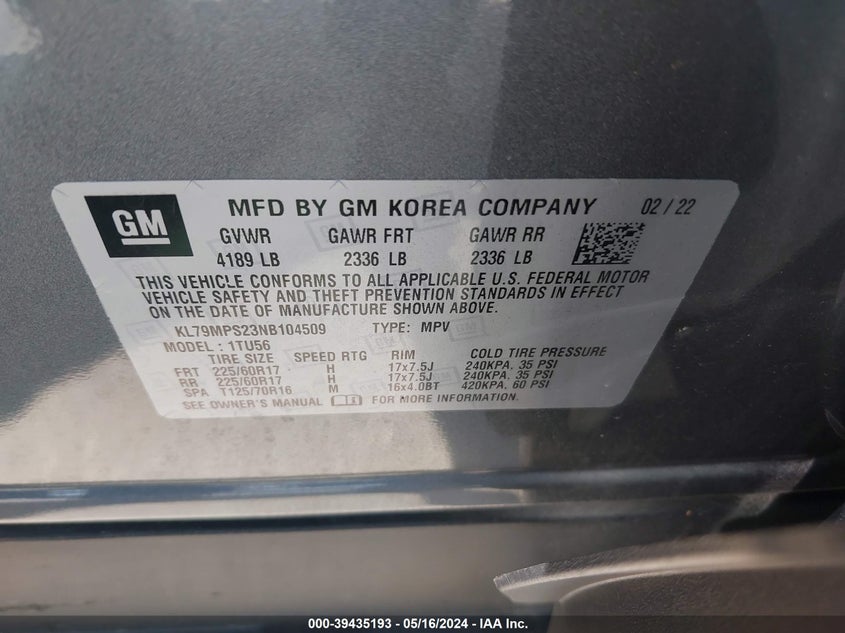 GM
MFD BY GM KOREA COMPANY 02 / 22
GVWR GAWR FRT GAWR RR
4189 LB 2336 LB 2336 LB
THIS VEHICLE CONFORMS TO ALL APPLICABLE U.S. FEDERAL MOTOR
VEHICLE SAFETY AND THEFT PREVENTION STANDARDS IN EFFECT
ON THE DATE OF MANUFACTURE SHOWN ABOVE.
KL79MPS23NB104509 TYPE: MPV
MODEL : 1TU56
TIRE SIZE SPEED RTG RIM COLD TIRE PRESSURE
FRT 225/60R17 H 17x7.5J 240KPA, 35 PSI
RR 225/60R17 H 17x7.5J 240KPA, 35 PSI
SPA T125/70R16 M 16x4.0BT 420KPA, 60 PSI
SEE OWNER'S MANUAL FOR MORE INFORMATION.
000-39435193 - 05/16/2024 - IAA Inc.